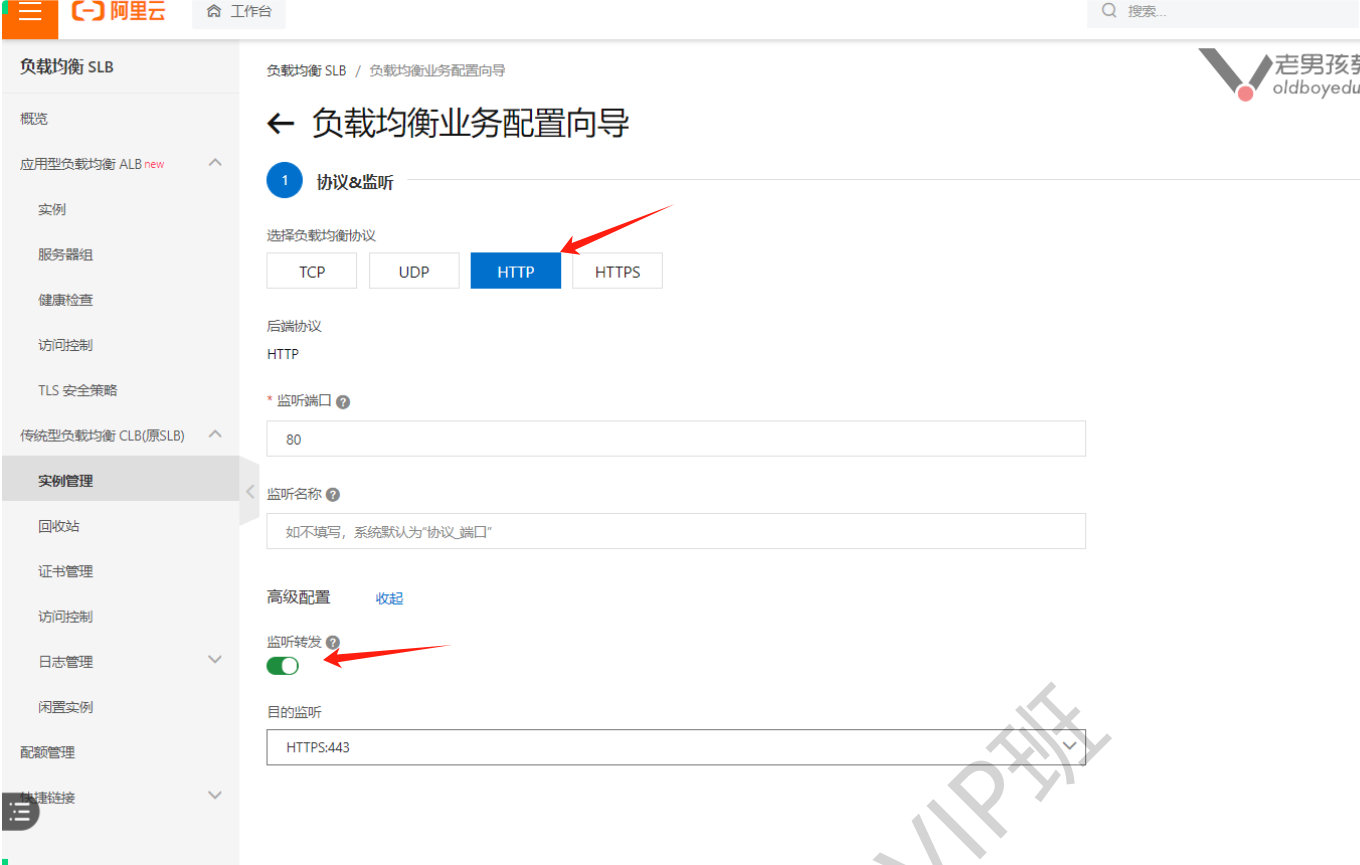 阿里云
工作台
搜索...
负载均衡 SLB
概览
应用型负载均衡 ALB new
实例
服务器组
健康检查
访问控制
TLS 安全策略
传统型负载均衡 CLB(原SLB)
实例管理
回收站
证书管理
访问控制
日志管理
闲置实例
配额管理
快捷链接
负载均衡 SLB / 负载均衡业务配置向导
老男孩教
oldboyedu
← 负载均衡业务配置向导
1 协议&监听
选择负载均衡协议
TCP UDP HTTP HTTPS
后端协议
HTTP
* 监听端口 ?
80
监听名称 ?
如不填写，系统默认为“协议_端口”
高级配置 收起
监听转发 ?
目的监听
HTTPS:443
VIP班